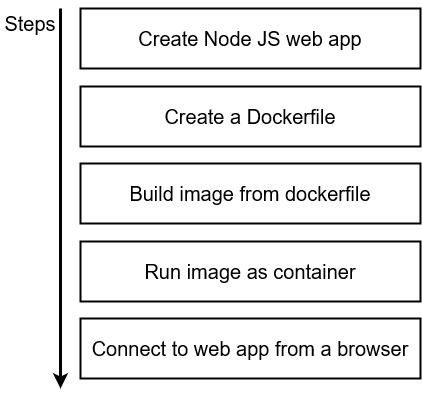 Steps
Create Node JS web app
Create a Dockerfile
Build image from dockerfile
Run image as container
Connect to web app from a browser